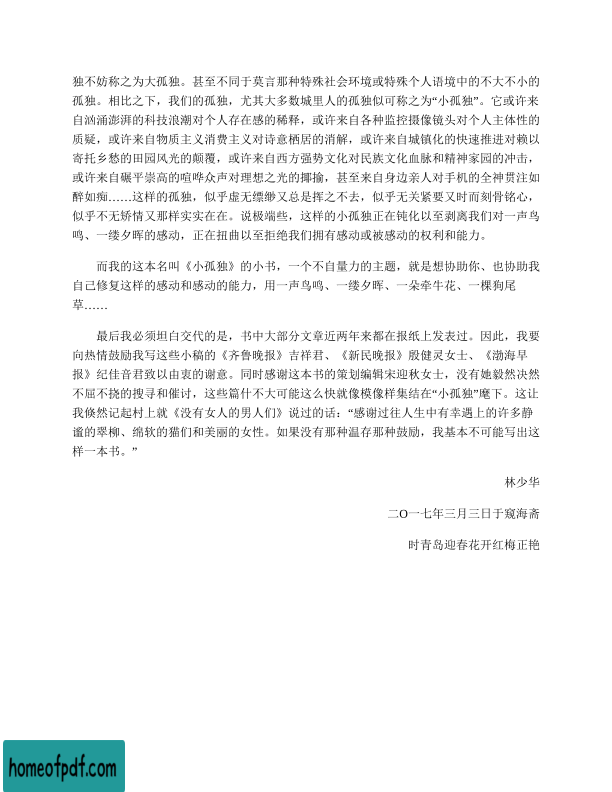 独不妨称之为大孤独。甚至不同于莫言那种特殊社会环境或特殊个人语境中的不大不小的
孤独。相比之下，我们的孤独，尤其大多数城里人的孤独似可称之为“小孤独”。它或许来
自汹涌澎湃的科技浪潮对个人存在感的稀释，或许来自各种监控摄像镜头对个人主体性的
质疑，或许来自物质主义消费主义对诗意栖居的消解，或许来自城镇化的快速推进对赖以
寄托乡愁的田园风光的颠覆，或许来自西方强势文化对民族文化血脉和精神家园的冲击，
或许来自碾平崇高的喧哗众声对理想之光的揶揄，甚至来自身边亲人对手机的全神贯注如
醉如痴……这样的孤独，似乎虚无缥缈又总是挥之不去，似乎无关紧要又时而刻骨铭心，
似乎不无矫情又那样实实在在。说极端些，这样的小孤独正在钝化以至剥离我们对一声鸟
鸣、一缕夕晖的感动，正在扭曲以至拒绝我们拥有感动或被感动的权利和能力。
而我的这本名叫《小孤独》的小书，一个不自量力的主题，就是想协助你、也协助我
自己修复这样的感动和感动的能力，用一声鸟鸣、一缕夕晖、一朵牵牛花、一棵狗尾
草……
最后我必须坦白交代的是，书中大部分文章近两年来都在报纸上发表过。因此，我要
向热情鼓励我写这些小稿的《齐鲁晚报》吉祥君、《新民晚报》殷健灵女士、《渤海早
报》纪佳音君致以由衷的谢意。同时感谢这本书的策划编辑宋迎秋女士，没有她毅然决然
不屈不挠的搜寻和催讨，这些篇什不大可能这么快就像模像样集结在“小孤独”麾下。这让
我倏然记起村上就《没有女人的男人们》说过的话：“感谢过往人生中有幸遇上的许多静
谧的翠柳、绵软的猫们和美丽的女性。如果没有那种温存那种鼓励，我基本不可能写出这
样一本书。”
林少华
二O一七年三月三日于窥海斋
时青岛迎春花开红梅正艳
homeofpdf.com